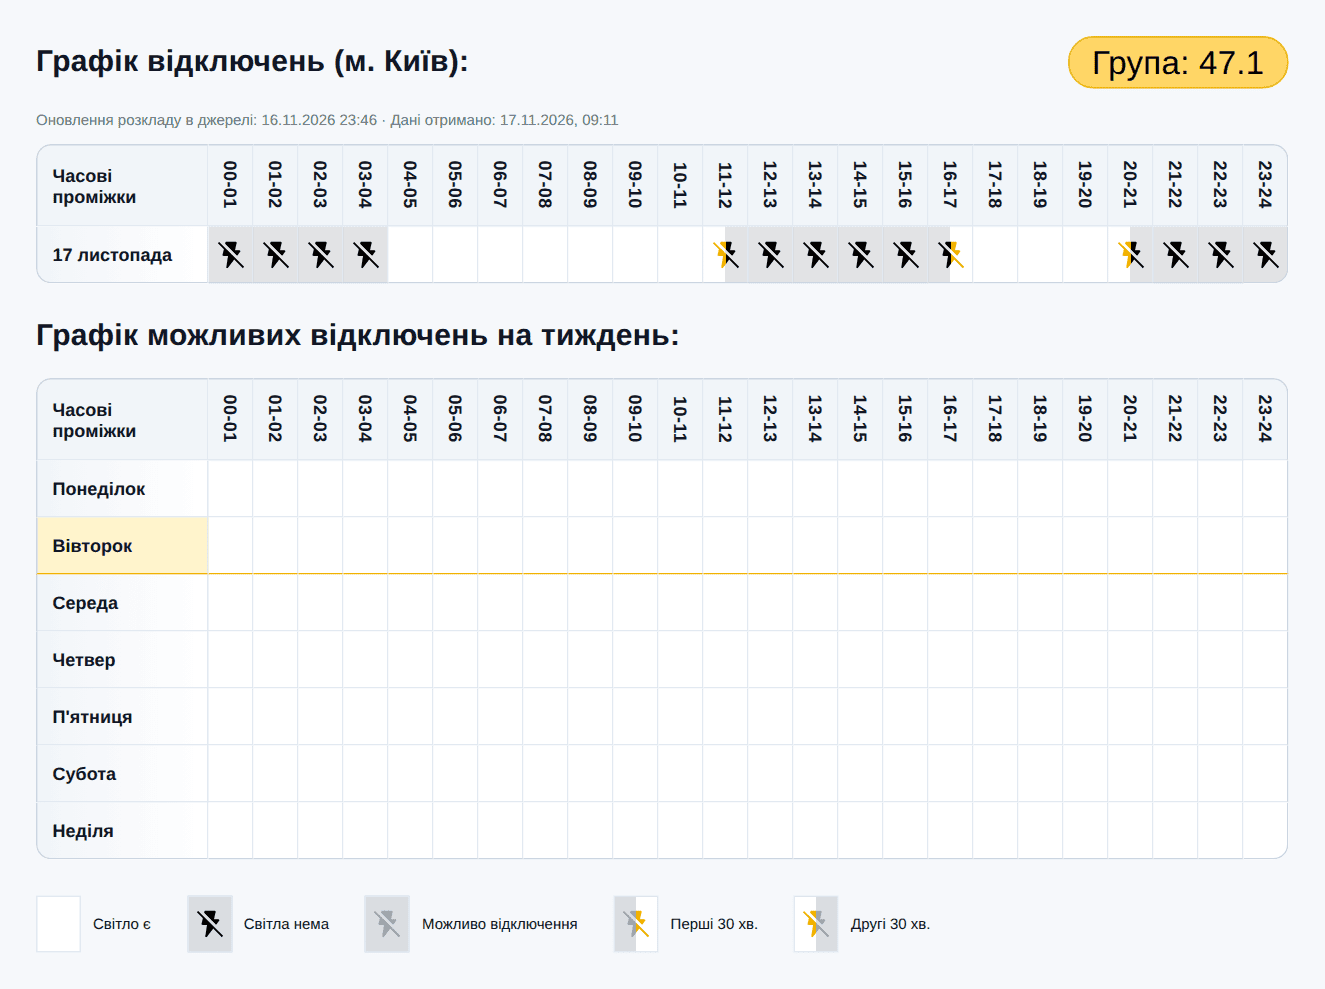 Графік відключень (м. Київ):
Група: 47.1
Оновлення розкладу в джерелі: 16.11.2026 23:46 · Дані отримано: 17.11.2026, 09:11
Часові
проміжки
00-01 01-02 02-03 03-04 04-05 05-06 06-07 07-08 08-09 09-10 10-11 11-12 12-13 13-14 14-15 15-16 16-17 17-18 18-19 19-20 20-21 21-22 22-23 23-24
17 листопада
Графік можливих відключень на тиждень:
Часові
проміжки
00-01 01-02 02-03 03-04 04-05 05-06 06-07 07-08 08-09 09-10 10-11 11-12 12-13 13-14 14-15 15-16 16-17 17-18 18-19 19-20 20-21 21-22 22-23 23-24
Понеділок
Вівторок
Середа
Четвер
П'ятниця
Субота
Неділя
Світло є Світла нема Можливо відключення Перші 30 хв. Другі 30 хв.